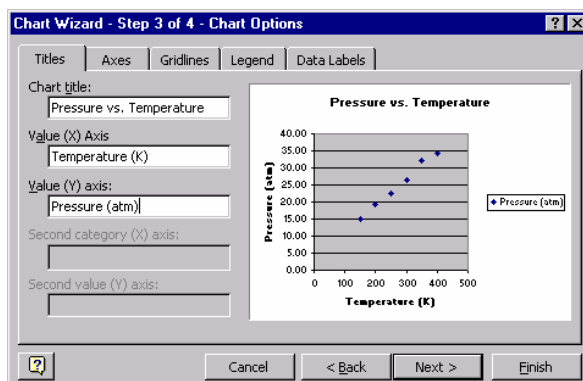 Chart Wizard - Step 3 of 4 - Chart Options
Titles Axes Gridlines Legend Data Labels
Chart title:
Pressure vs. Temperature
Value (X) Axis
Temperature (K)
Value (Y) axis:
Pressure (atm)
Second category (X) axis:
Second value (Y) axis:
Pressure vs. Temperature
40.00
35.00
30.00
25.00
20.00
15.00
10.00
5.00
0.00
Pressure (atm)
0 100 200 300 400 500
Temperature (K)
Pressure (atm)
? Cancel < Back Next > Finish